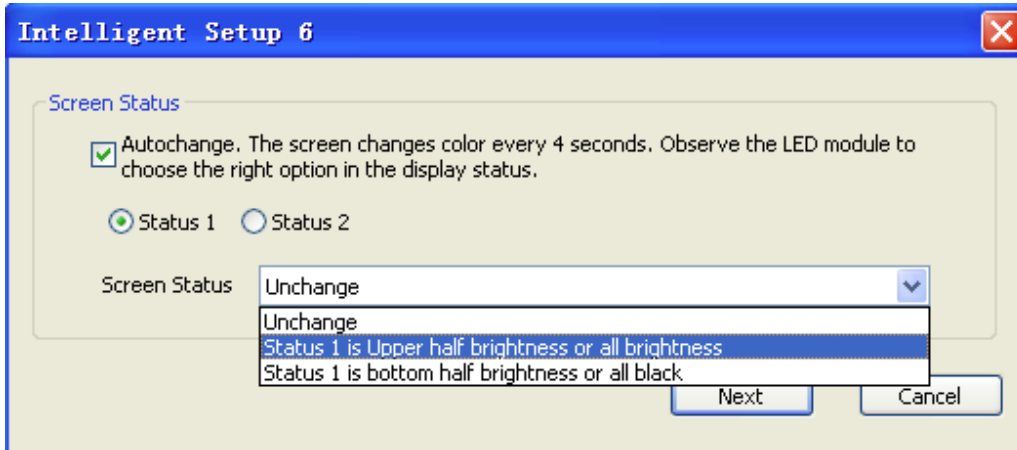 Intelligent Setup 6
Screen Status
Autochange. The screen changes color every 4 seconds. Observe the LED module to
choose the right option in the display status.
Status 1 Status 2
Screen Status Unchange
Unchange
Status 1 is Upper half brightness or all brightness
Status 1 is bottom half brightness or all black
Next Cancel